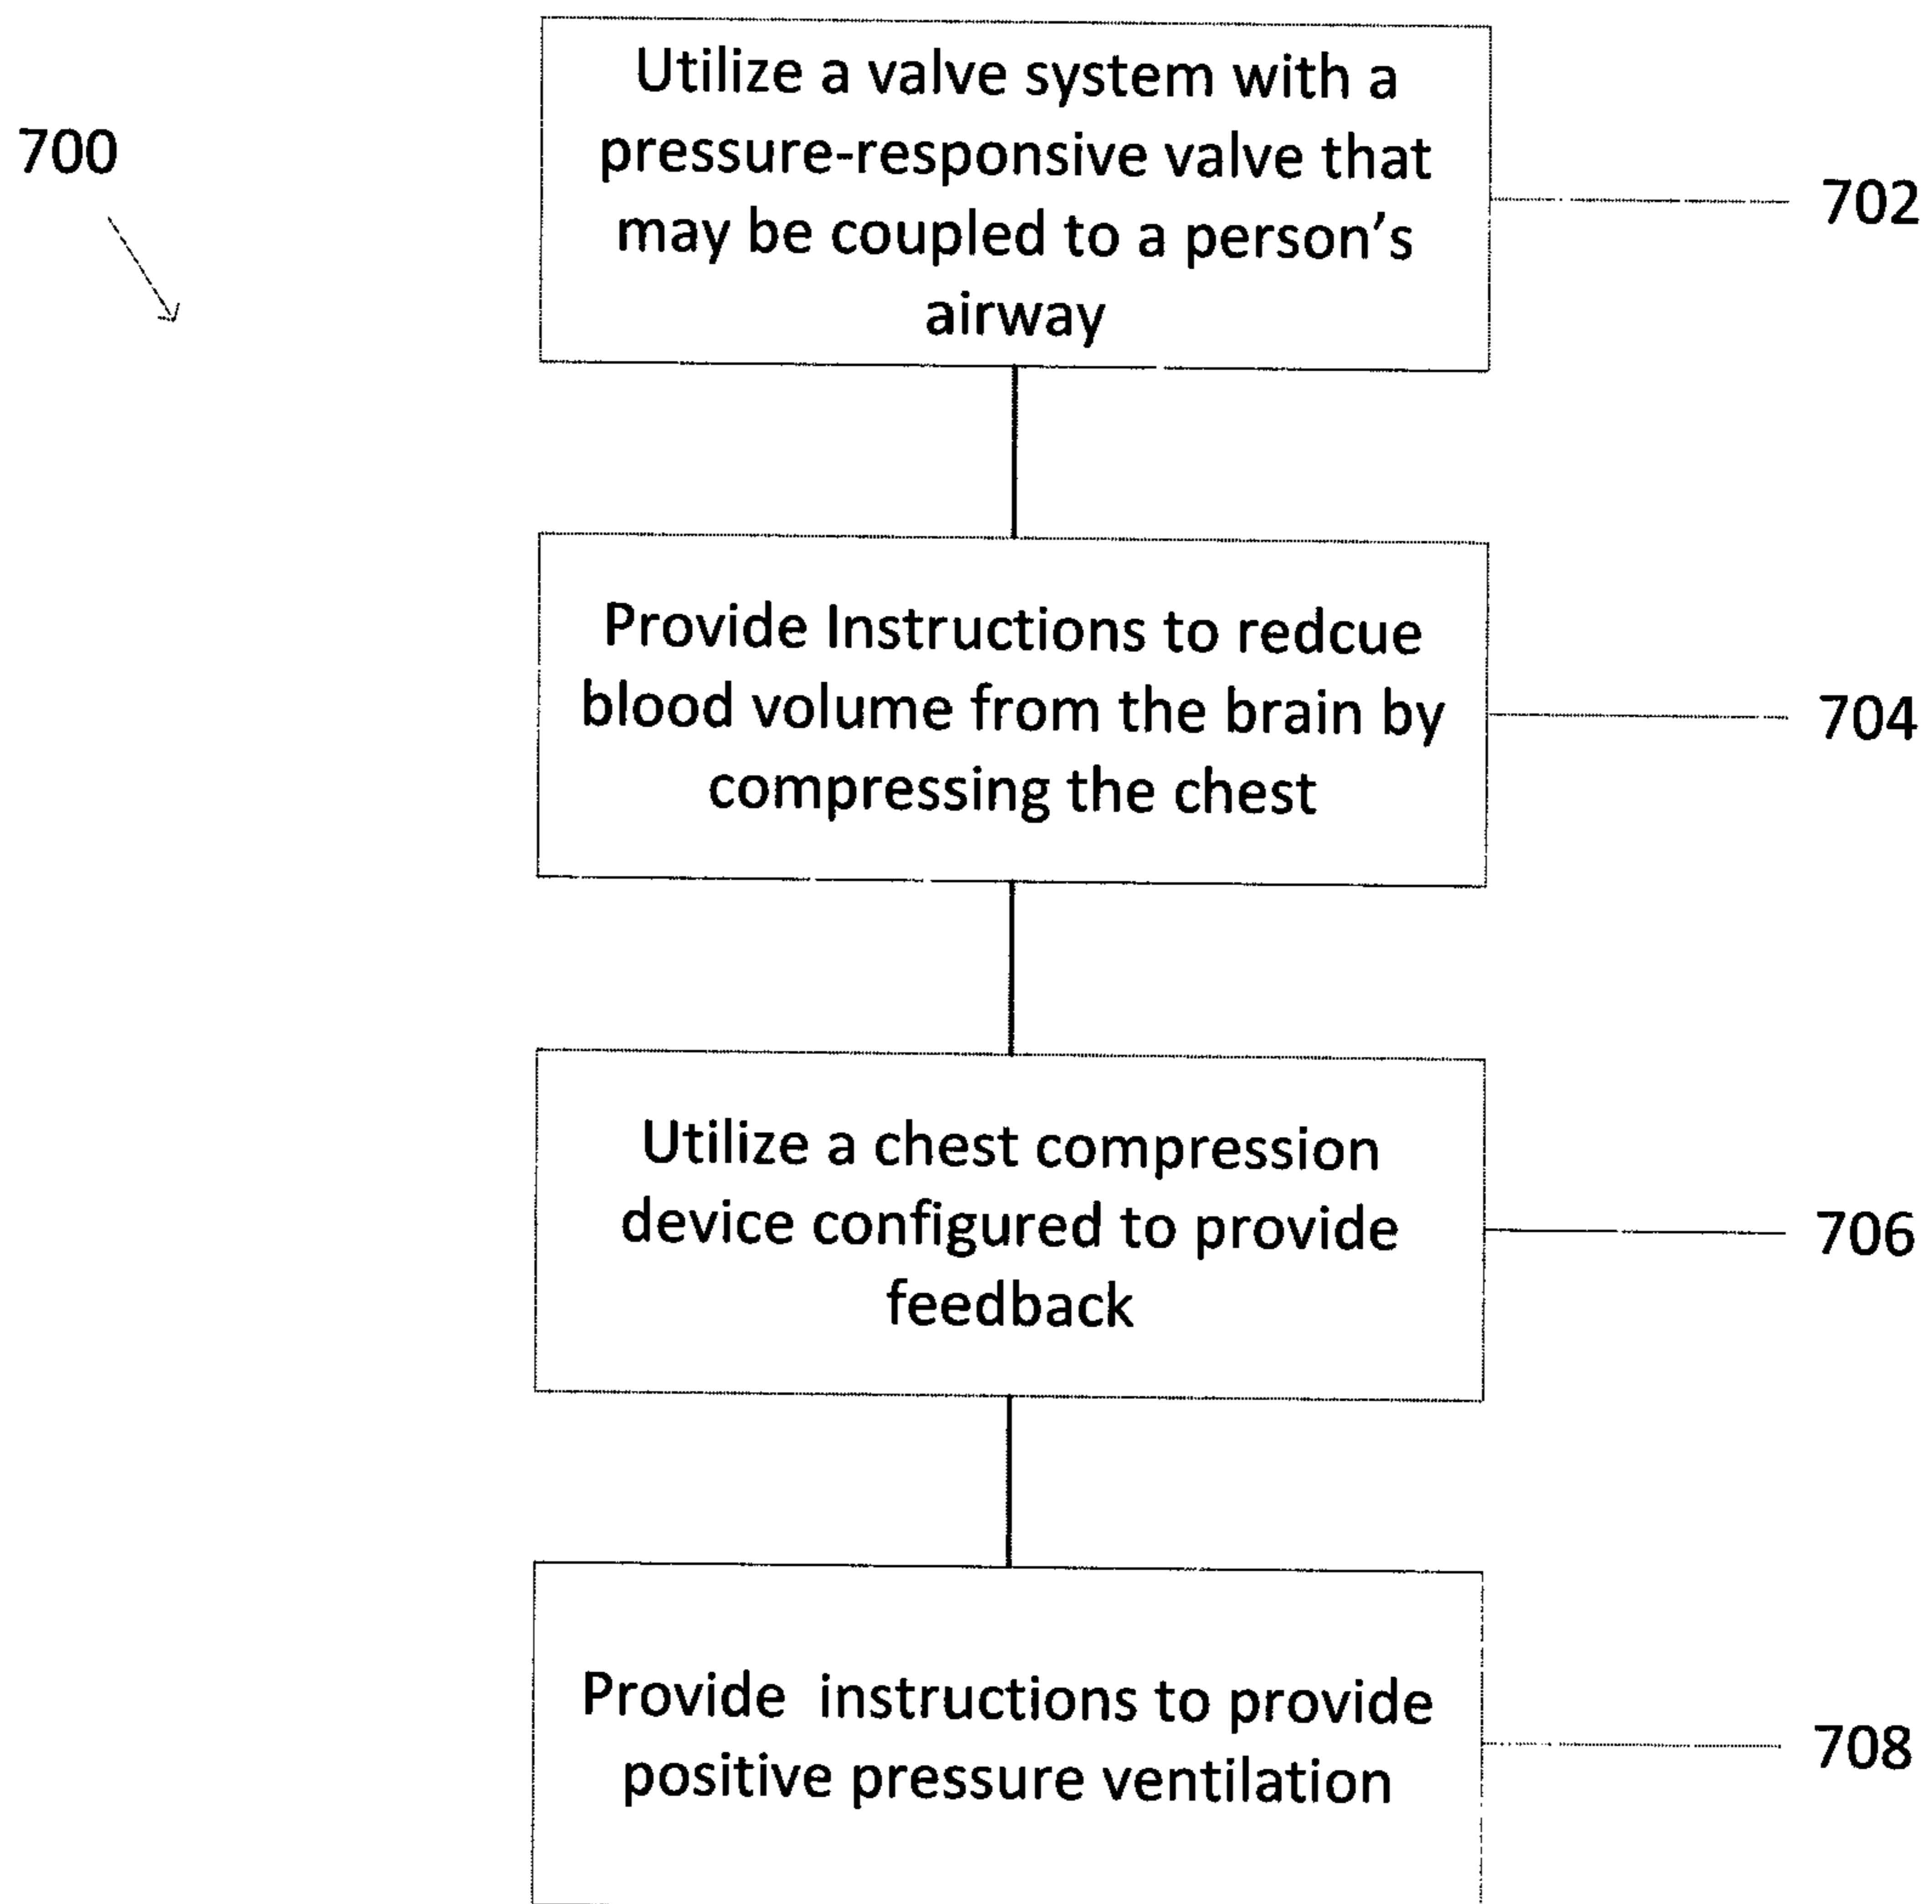 700
Utilize a valve system with a
pressure-responsive valve that
may be coupled to a person's
airway
702
Provide Instructions to redcue
blood volume from the brain by
compressing the chest
704
Utilize a chest compression
device configured to provide
feedback
706
Provide instructions to provide
positive pressure ventilation
708